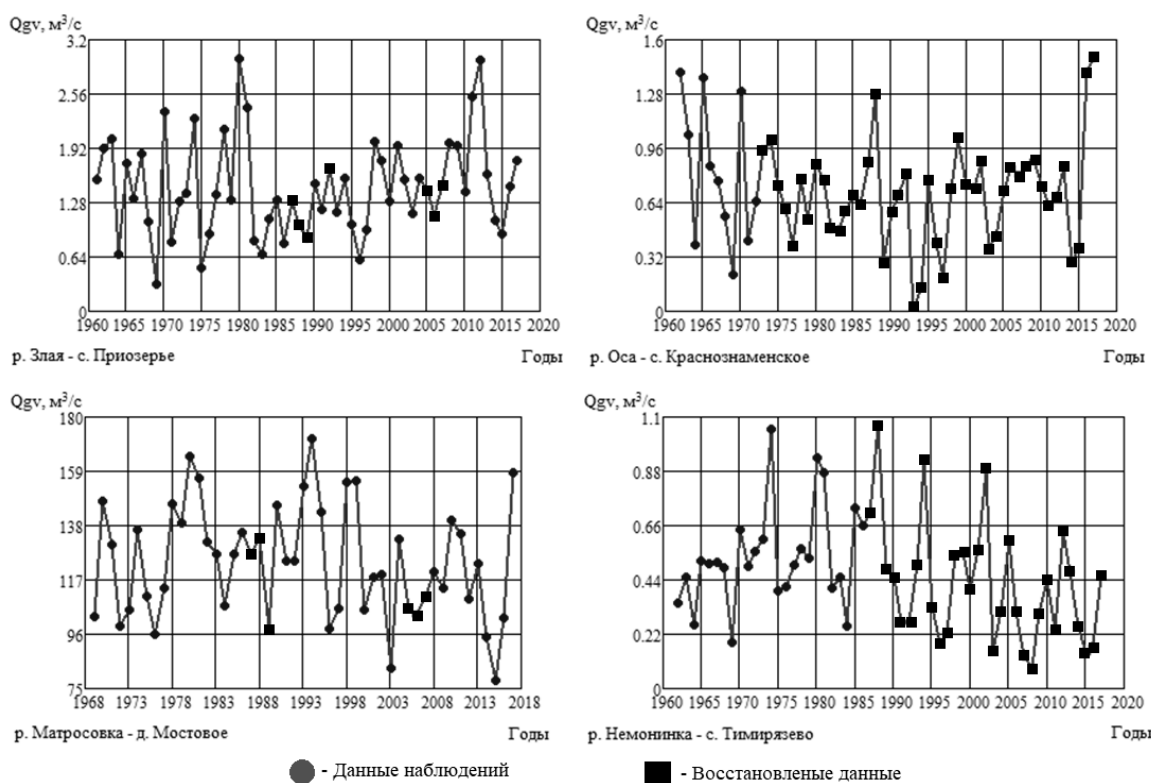 Qgv, м³/с
3.2
2.56
1.92
1.28
0.64
0
1960 1965 1970 1975 1980 1985 1990 1995 2000 2005 2010 2015 2020
р. Злая - с. Приозерье Годы
Qgv, м³/с
1.6
1.28
0.96
0.64
0.32
0
1960 1965 1970 1975 1980 1985 1990 1995 2000 2005 2010 2015 2020
р. Оса - с. Краснознаменское Годы
Qgv, м³/с
180
159
138
117
96
75
1968 1973 1978 1983 1988 1993 1998 2003 2008 2013 2018
р. Матросовка - д. Мостовое Годы
Qgv, м³/с
1.1
0.88
0.66
0.44
0.22
0
1960 1965 1970 1975 1980 1985 1990 1995 2000 2005 2010 2015 2020
р. Немонинка - с. Тимирязево Годы
- Данные наблюдений - Восстановленые данные